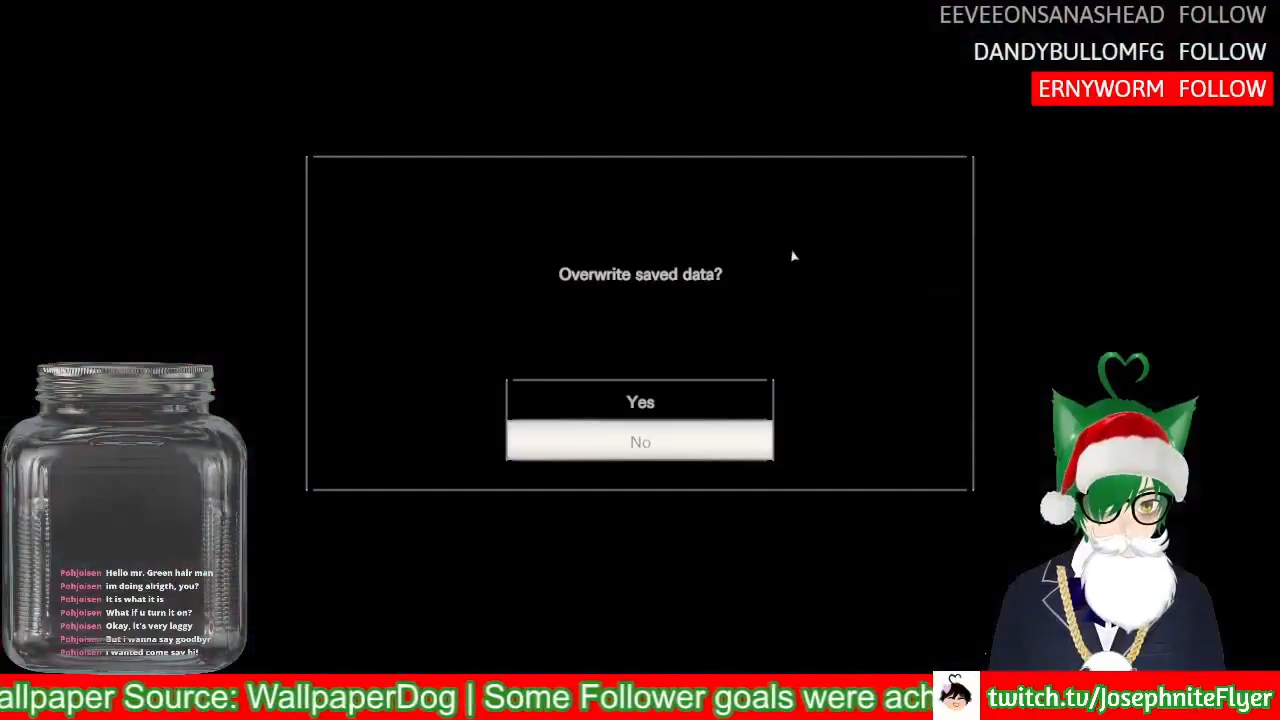 EEVEEONSANASHEAD FOLLOW
DANDYBULLOMFG FOLLOW
ERNYWORM FOLLOW
Overwrite saved data?
Yes
No
Pohjoisen Hello mr. Green hair man
Pohjoisen im doing alrigth, you?
Pohjoisen It is what it is
Pohjoisen What if u turn it on?
Pohjoisen Okay, it's very laggy
Pohjoisen But i wanna say goodbyr
Pohjoisen I wanted come say hi!
allpaper Source: WallpaperDog | Some Follower goals were ach
twitch.tv/JosephniteFlyer